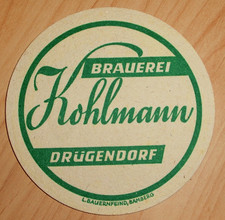 BRAUEREI
Kohlmann
DRÜGENDORF
L. BAUERNFEIND, BAMBERG